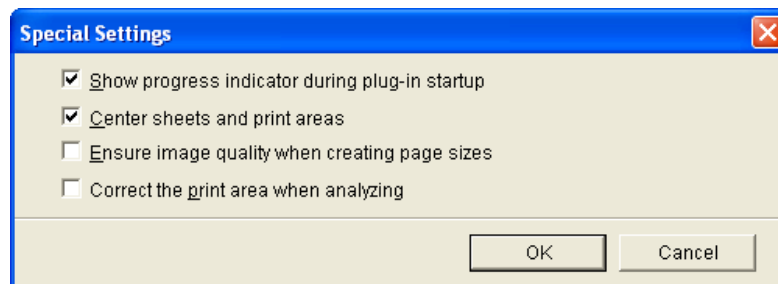 Special Settings
Show progress indicator during plug-in startup
Center sheets and print areas
Ensure image quality when creating page sizes
Correct the print area when analyzing
OK
Cancel